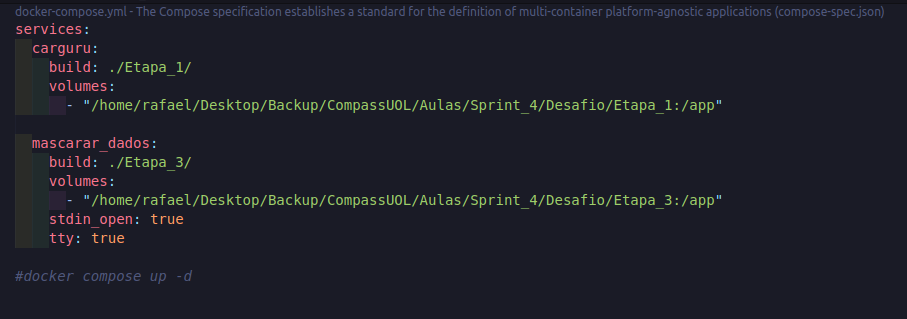 docker-compose.yml - The Compose specification establishes a standard for the definition of multi-container platform-agnostic applications (compose-spec.json)
services:
  carguru:
    build: ./Etapa_1/
    volumes:
      - "/home/rafael/Desktop/Backup/CompassUOL/Aulas/Sprint_4/Desafio/Etapa_1:/app"

  mascarar_dados:
    build: ./Etapa_3/
    volumes:
      - "/home/rafael/Desktop/Backup/CompassUOL/Aulas/Sprint_4/Desafio/Etapa_3:/app"
    stdin_open: true
    tty: true

#docker compose up -d